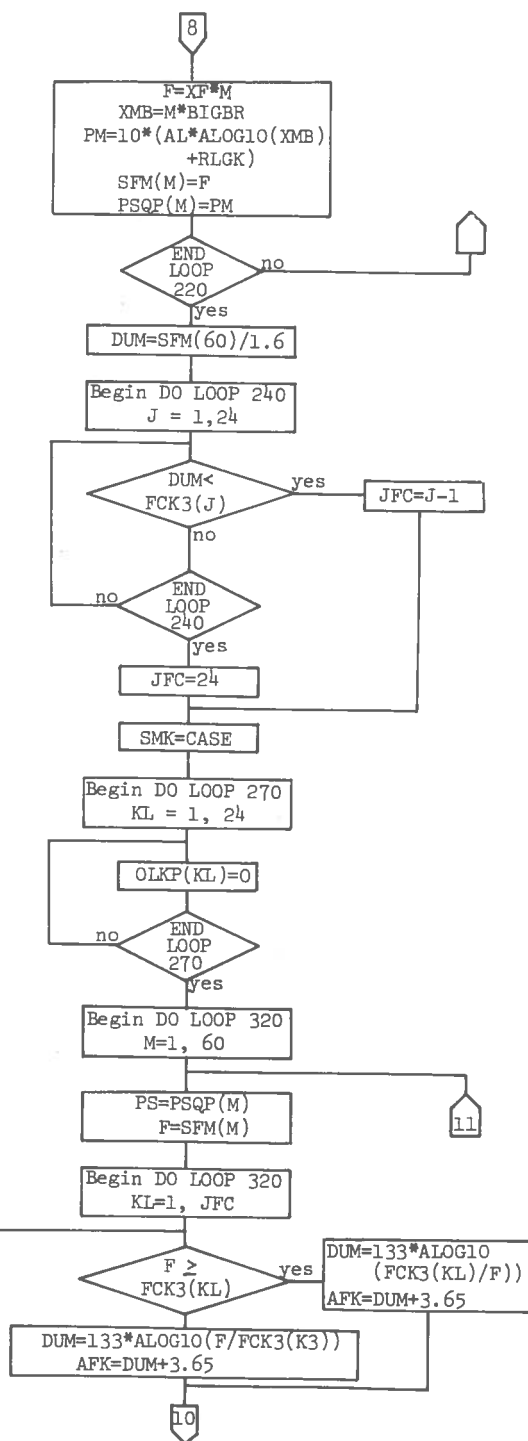 8
F=XF*M
XMB=M*BIGBR
PM=10*(AL*ALOG10(XMB)
+RLGK)
SFM(M)=F
PSQP(M)=PM
END
LOOP
220
no
yes
DUM=SFM(60)/1.6
Begin DO LOOP 240
J = 1,24
DUM<
FCK3(J)
yes
JFC=J-1
no
END
LOOP
240
no
yes
JFC=24
SMK=CASE
Begin DO LOOP 270
KL = 1, 24
OLKP(KL)=0
END
LOOP
270
no
yes
Begin DO LOOP 320
M=1, 60
PS=PSQP(M)
F=SFM(M)
11
Begin DO LOOP 320
KL=1, JFC
F ≥
FCK3(KL)
yes
DUM=133*ALOG10
(FCK3(KL)/F))
AFK=DUM+3.65
DUM=133*ALOG10(F/FCK3(K3))
AFK=DUM+3.65
10